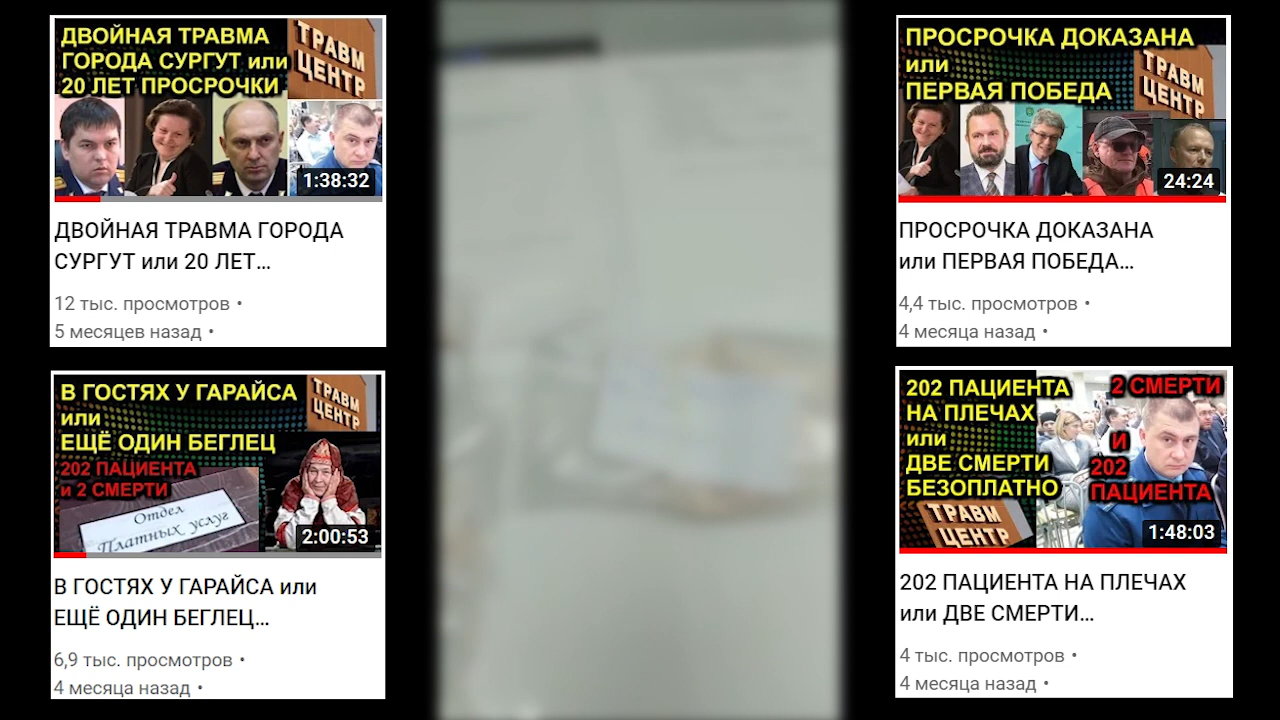 ДВОЙНАЯ ТРАВМА
ГОРОДА СУРГУТ или
20 ЛЕТ ПРОСРОЧКИ
ТРАВМ
ЦЕНТР
1:38:32
ДВОЙНАЯ ТРАВМА ГОРОДА
СУРГУТ или 20 ЛЕТ...
12 тыс. просмотров •
5 месяцев назад •
В ГОСТЯХ У ГАРАЙСА
или
ЕЩЁ ОДИН БЕГЛЕЦ
202 ПАЦИЕНТА
и 2 СМЕРТИ
ТРАВМ
ЦЕНТР
Отдел
Платных услуг
2:00:53
В ГОСТЯХ У ГАРАЙСА или
ЕЩЁ ОДИН БЕГЛЕЦ...
6,9 тыс. просмотров •
4 месяца назад •
ПРОСРОЧКА ДОКАЗАНА
или
ПЕРВАЯ ПОБЕДА
ТРАВМ
ЦЕНТР
24:24
ПРОСРОЧКА ДОКАЗАНА
или ПЕРВАЯ ПОБЕДА...
4,4 тыс. просмотров •
4 месяца назад •
202 ПАЦИЕНТА
НА ПЛЕЧАХ
или
ДВЕ СМЕРТИ
БЕЗОПЛАТНО
2 СМЕРТИ
И
202
ПАЦИЕНТА
ТРАВМ
ЦЕНТР
1:48:03
202 ПАЦИЕНТА НА ПЛЕЧАХ
или ДВЕ СМЕРТИ...
4 тыс. просмотров •
4 месяца назад •